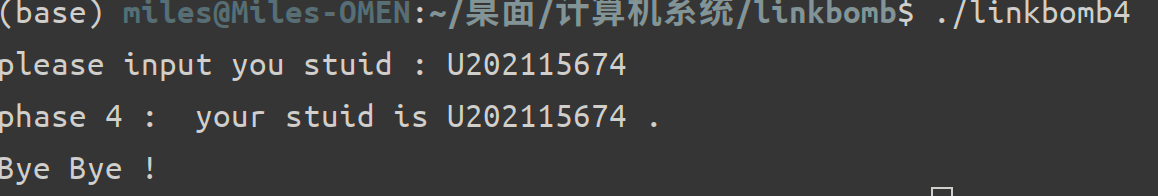 (base) miles@Miles-OMEN:~/桌面/计算机系统/linkbomb$ ./linkbomb4
please input you stuid : U202115674
phase 4 :  your stuid is U202115674 .
Bye Bye !